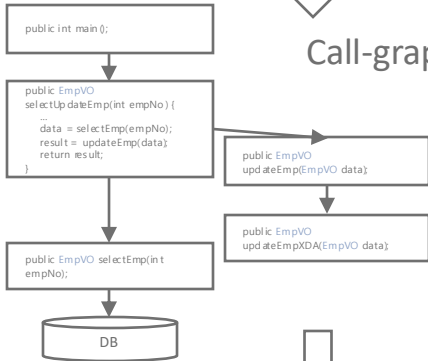 public int main();
Call-grap
public EmpVO
selectUpdateEmp(int empNo) {
...
data = selectEmp(empNo);
result = updateEmp(data);
return result;
}
public EmpVO
updateEmp(EmpVO data);
public EmpVO
updateEmpXDA(EmpVO data);
public EmpVO selectEmp(int
empNo);
DB